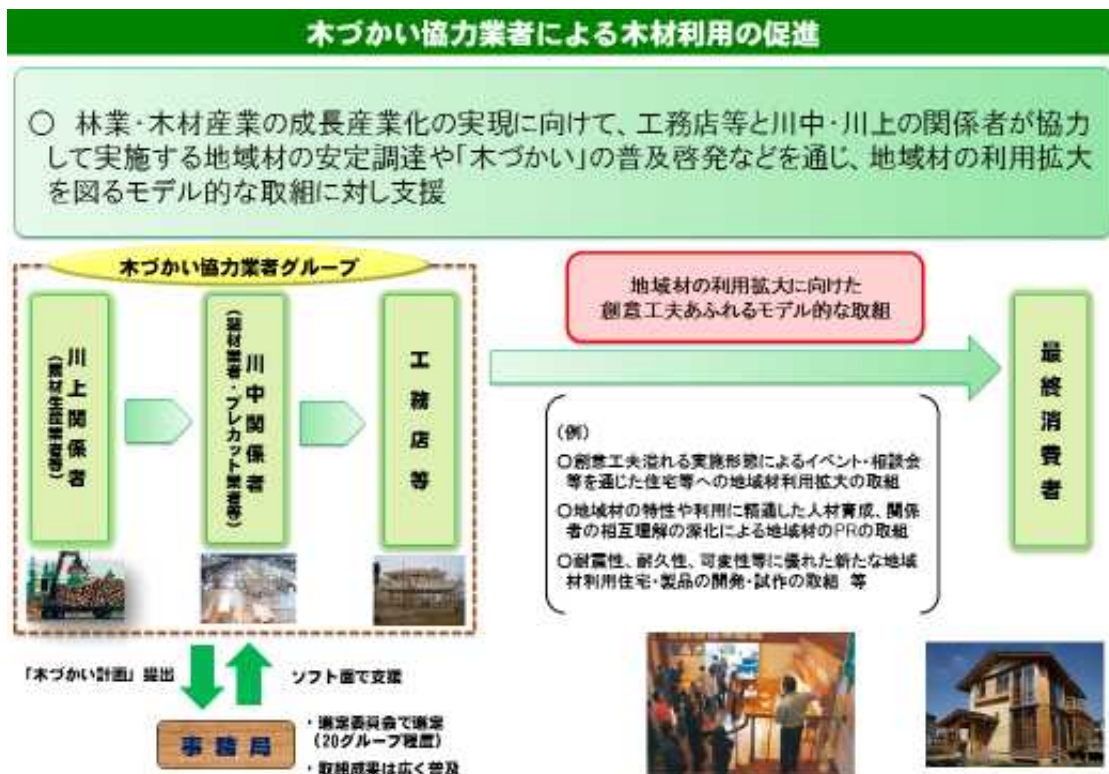 木づかい協力業者による木材利用の促進
○ 林業・木材産業の成長産業化の実現に向けて、工務店等と川中・川上の関係者が協力
して実施する地域材の安定調達や「木づかい」の普及啓発などを通じ、地域材の利用拡大
を図るモデル的な取組に対し支援
木づかい協力業者グループ
川上関係者
(素材生産業者等)
川中関係者
(製材業者・プレカット業者等)
工務店等
地域材の利用拡大に向けた
創意工夫あふれるモデル的な取組
最終消費者
(例)
○創意工夫溢れる実施形態によるイベント・相談会
等を通じた住宅等への地域材利用拡大の取組
○地域材の特性や利用に精通した人材育成、関係
者の相互理解の深化による地域材のPRの取組
○耐震性、耐久性、可変性等に優れた新たな地域
材利用住宅・製品の開発・試作の取組 等
「木づかい計画」提出
ソフト面で支援
事務局
・選定委員会で選定
(20グループ程度)
・取組成果は広く普及